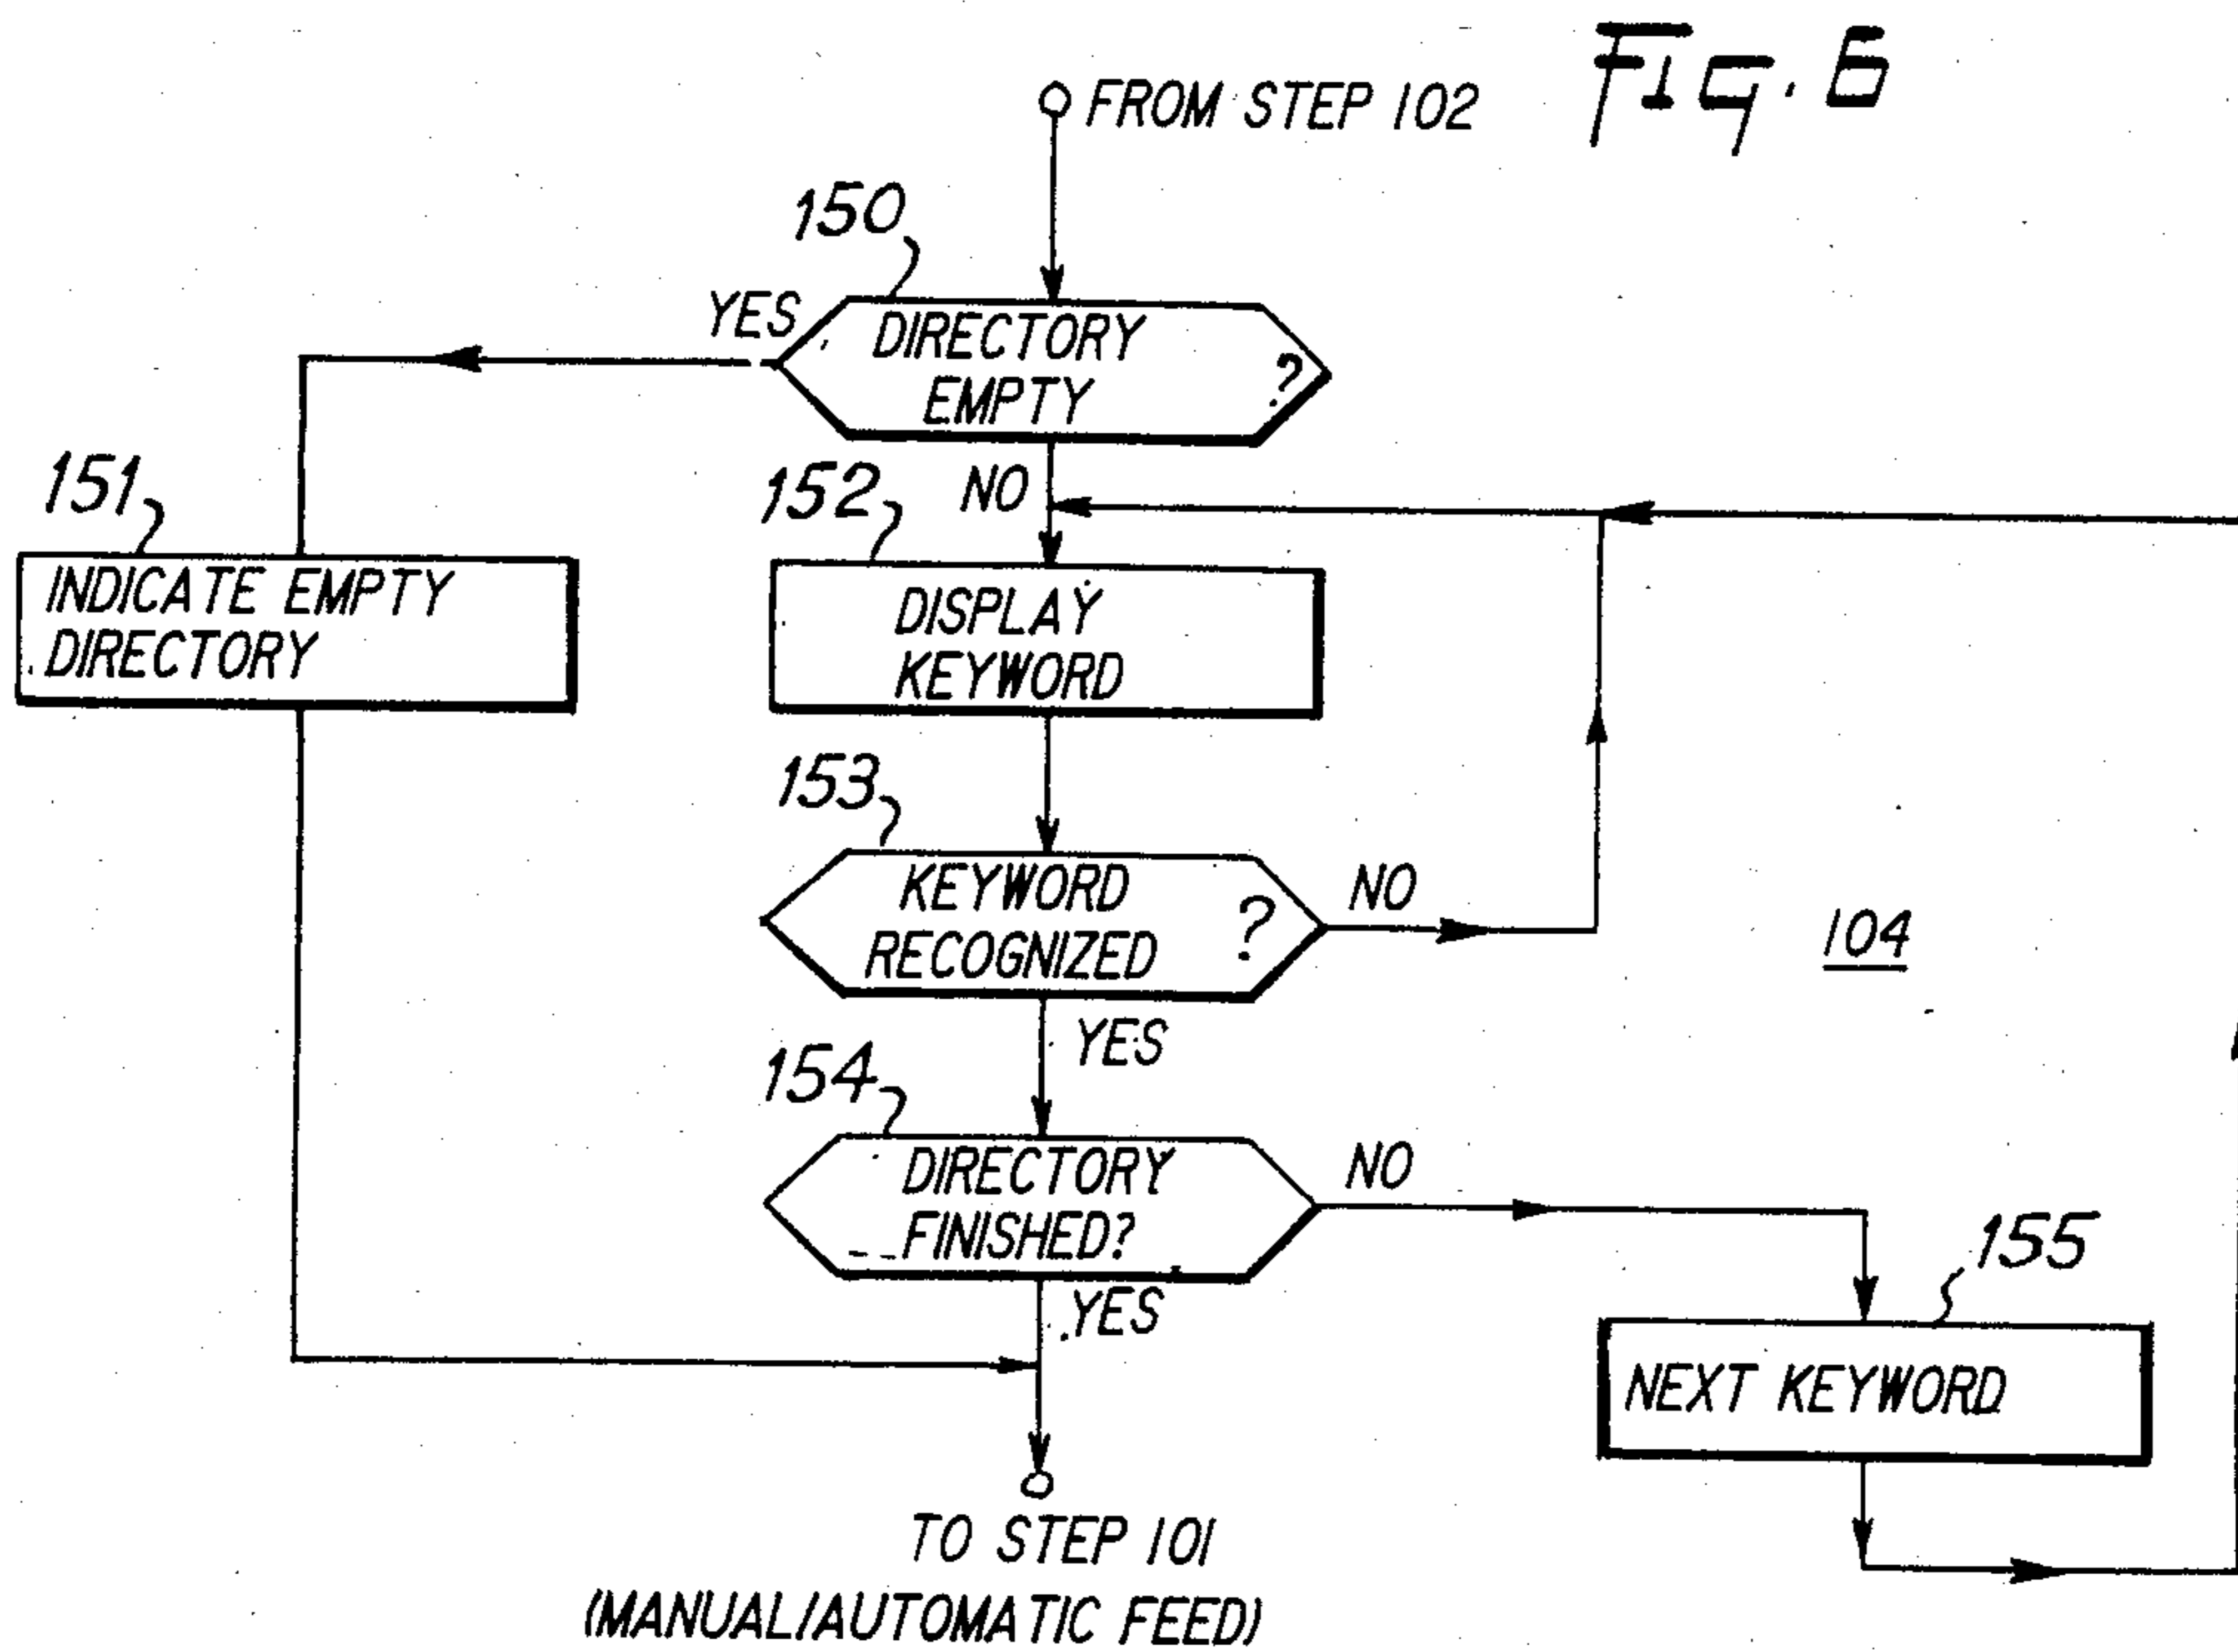 Fig. 6
FROM STEP 102
150
YES
DIRECTORY
EMPTY ?
151
152
NO
INDICATE EMPTY
DIRECTORY
DISPLAY
KEYWORD
153
KEYWORD
RECOGNIZED ?
NO
104
YES
154
DIRECTORY
FINISHED?
NO
155
YES
NEXT KEYWORD
TO STEP 101
(MANUAL/AUTOMATIC FEED)